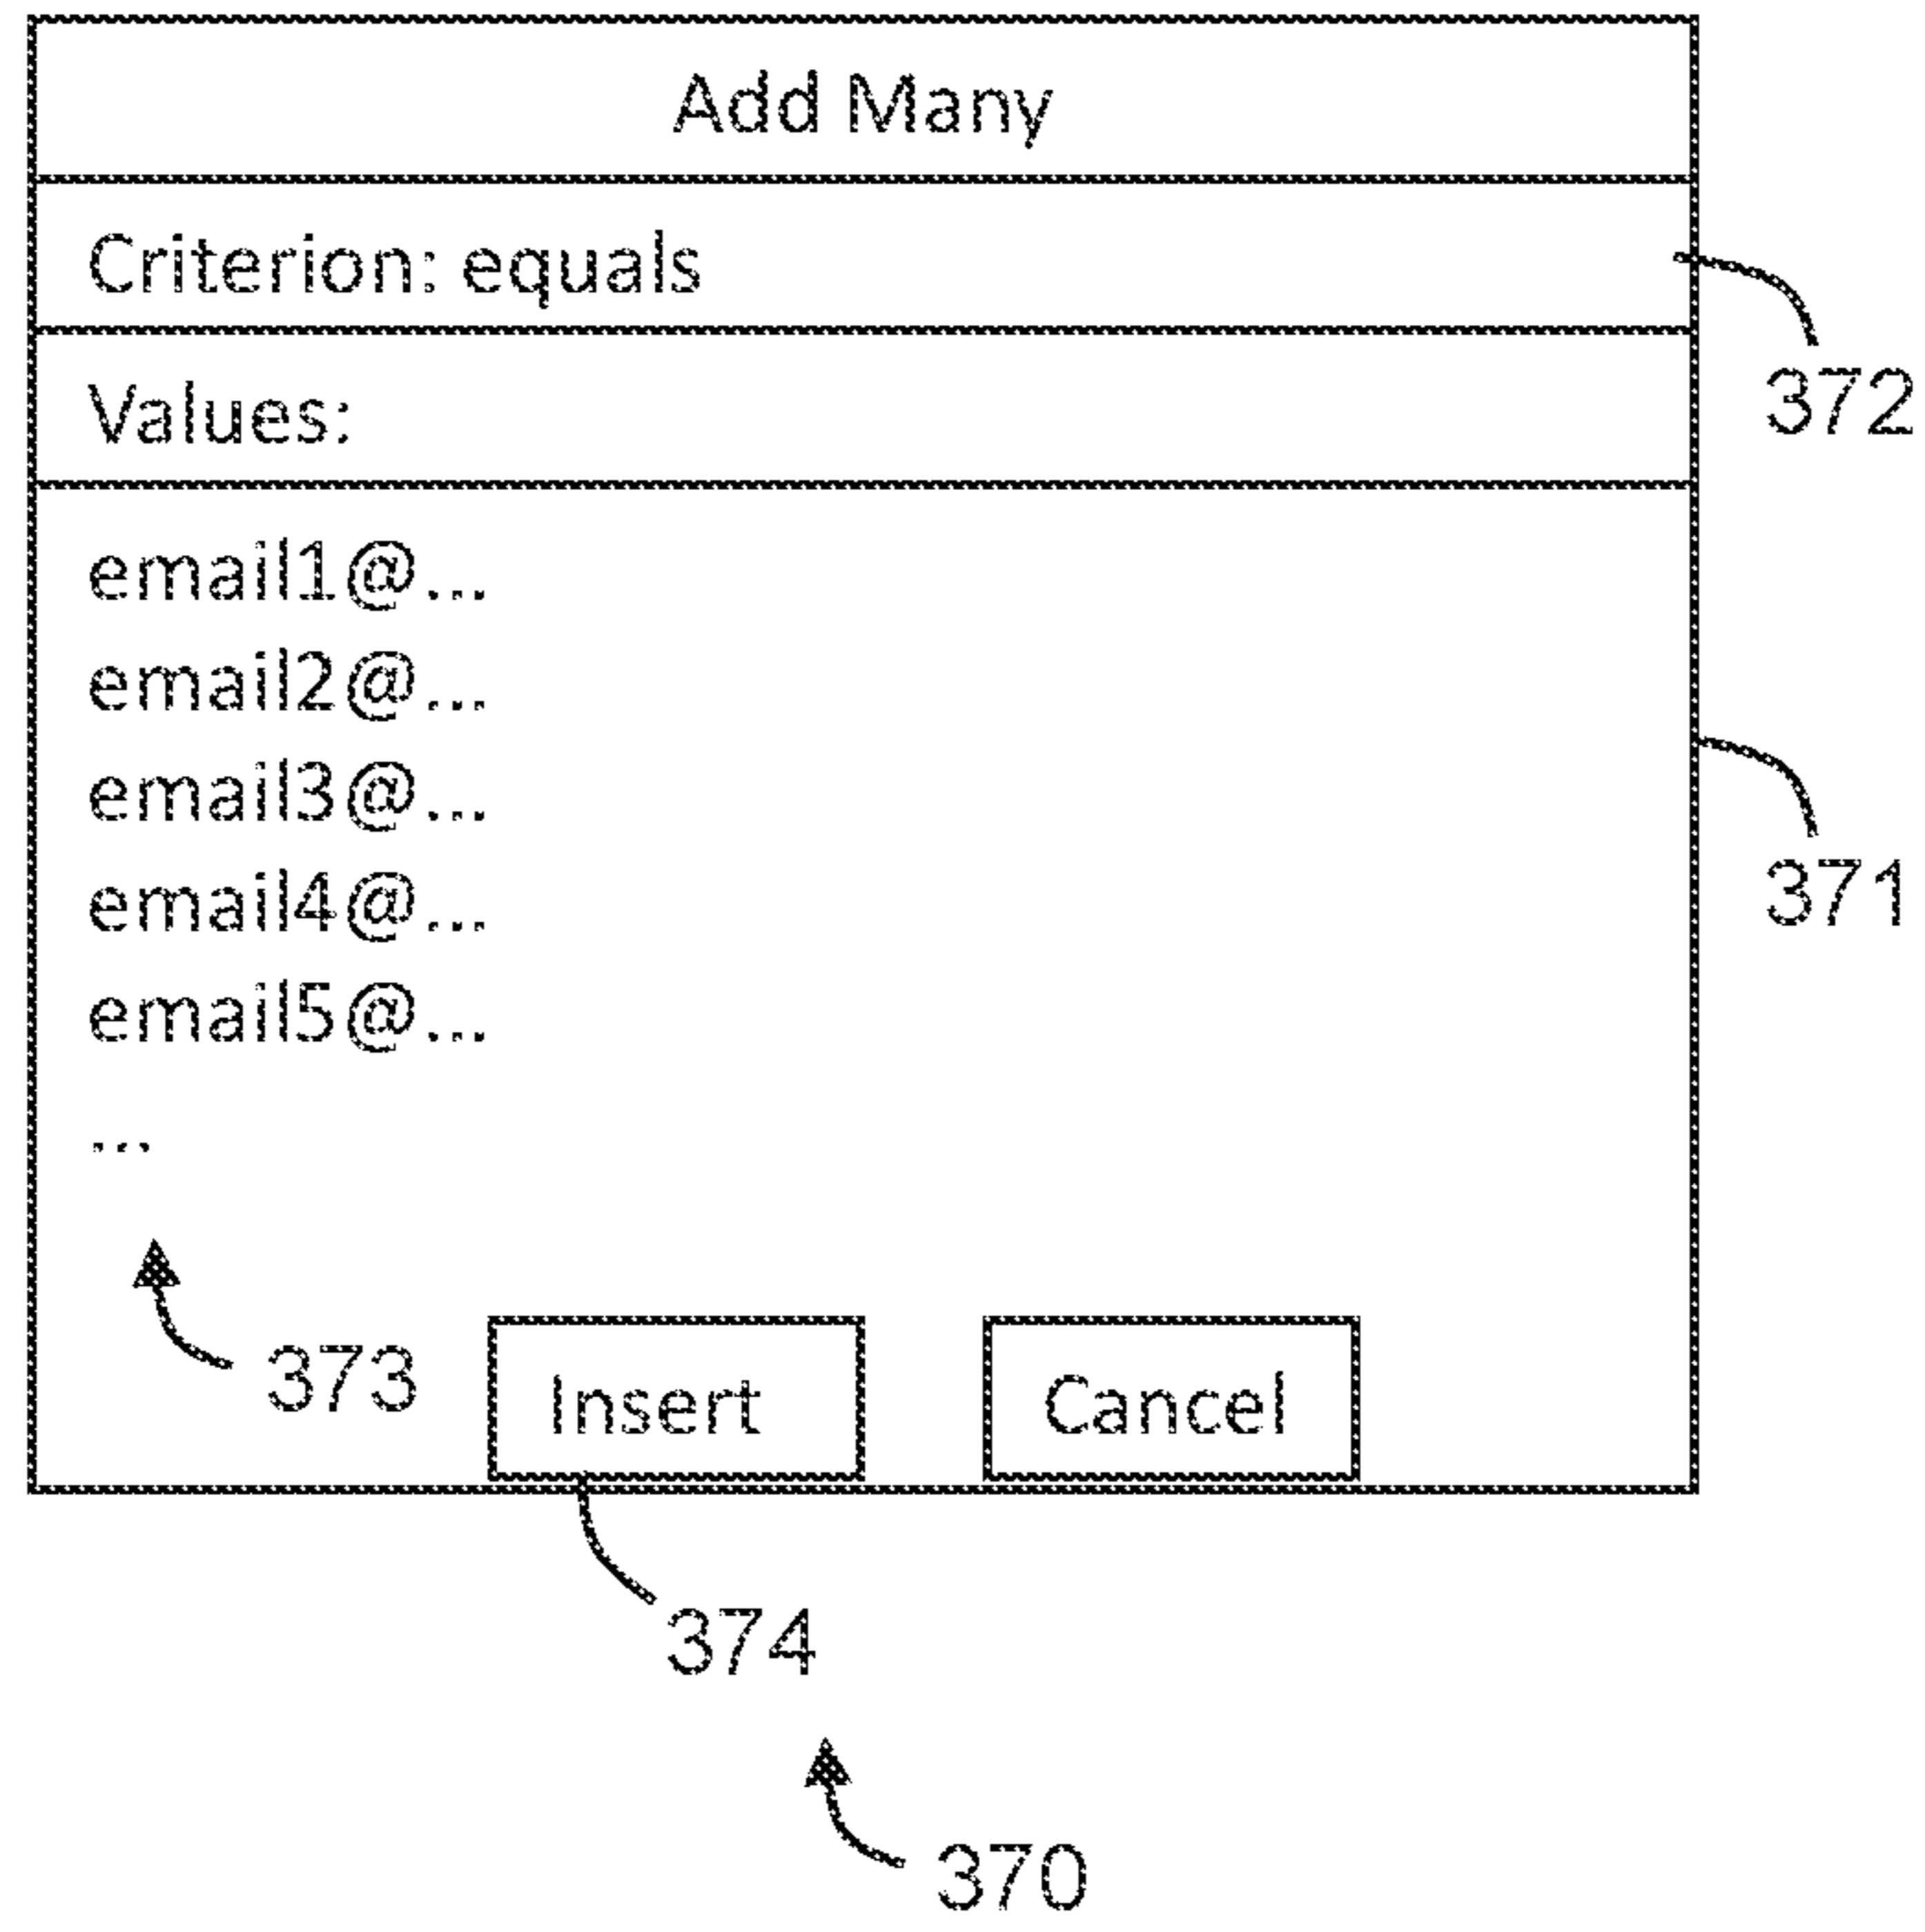 Add Many
Criterion: equals
372
Values:
email1@...
email2@...
email3@...
371
email4@...
email5@...
...
373
Insert
Cancel
374
370